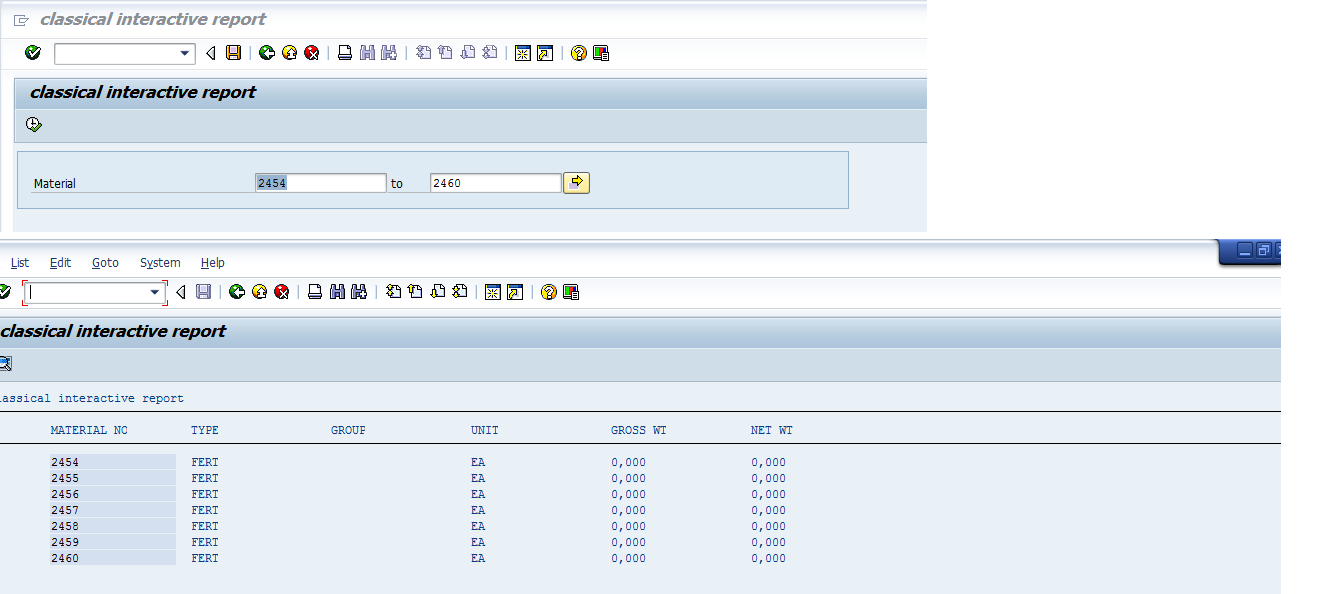 classical interactive report
classical interactive report
Material 2454 to 2460
List Edit Goto System Help
classical interactive report
lassical interactive report
MATERIAL NO TYPE GROUP UNIT GROSS WT NET WT
2454 FERT EA 0,000 0,000
2455 FERT EA 0,000 0,000
2456 FERT EA 0,000 0,000
2457 FERT EA 0,000 0,000
2458 FERT EA 0,000 0,000
2459 FERT EA 0,000 0,000
2460 FERT EA 0,000 0,000